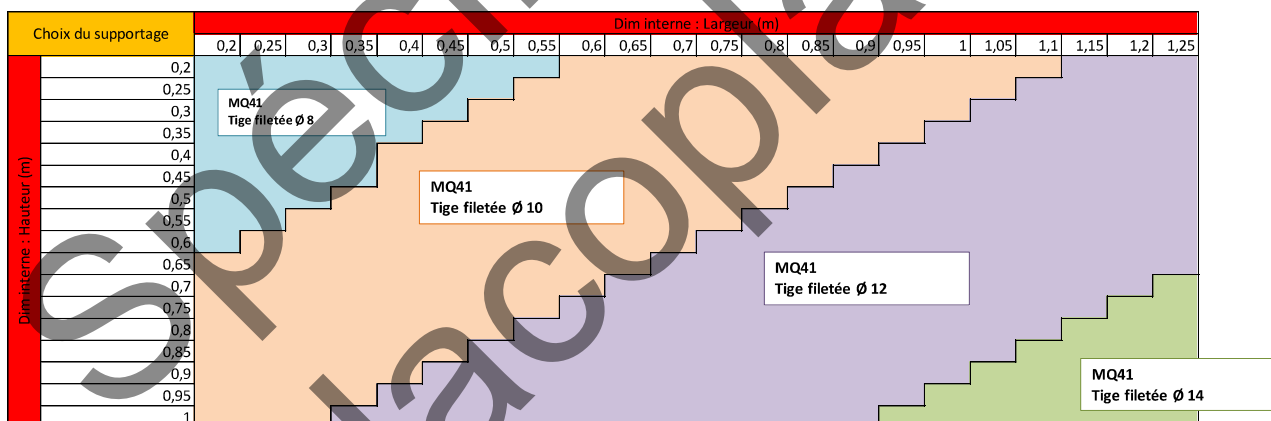 Choix du supportage
Dim interne : Largeur (m)
0,2 0,25 0,3 0,35 0,4 0,45 0,5 0,55 0,6 0,65 0,7 0,75 0,8 0,85 0,9 0,95 1 1,05 1,1 1,15 1,2 1,25
Dim interne : Hauteur (m)
0,2
0,25
0,3
0,35
0,4
0,45
0,5
0,55
0,6
0,65
0,7
0,75
0,8
0,85
0,9
0,95
1
MQ41
Tige filetée Ø 8
MQ41
Tige filetée Ø 10
MQ41
Tige filetée Ø 12
MQ41
Tige filetée Ø 14